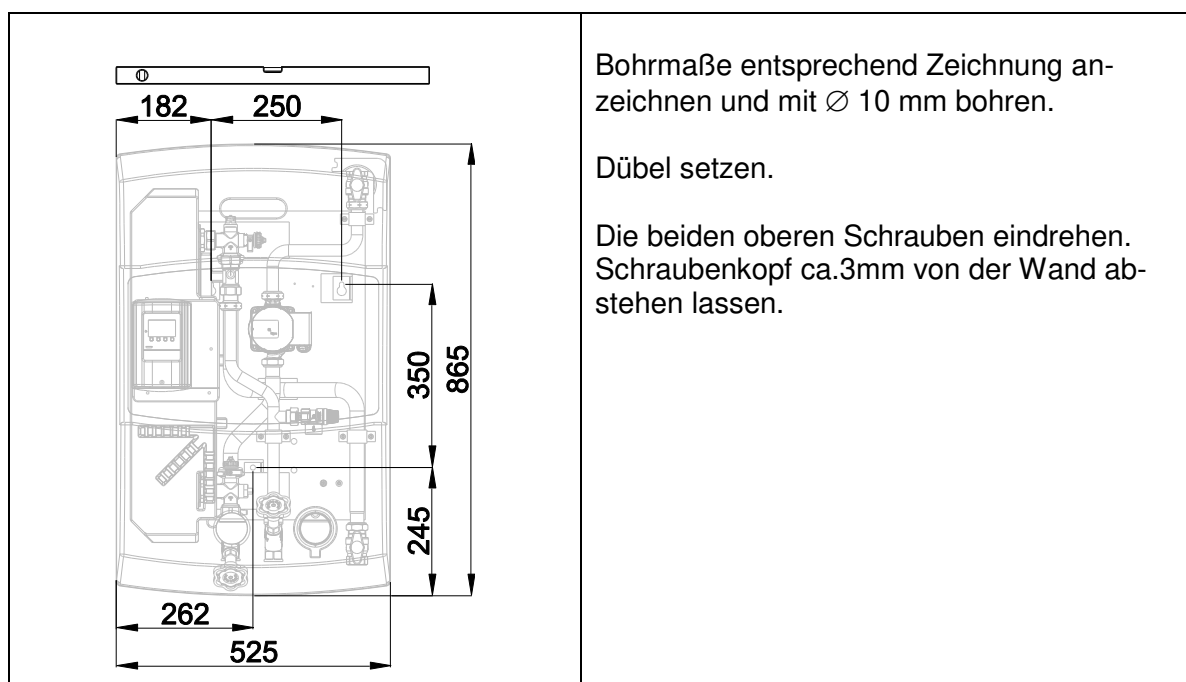 182
250
350
865
245
262
525
Bohrmaße entsprechend Zeichnung an-
zeichnen und mit ∅ 10 mm bohren.
Dübel setzen.
Die beiden oberen Schrauben eindrehen.
Schraubenkopf ca.3mm von der Wand ab-
stehen lassen.